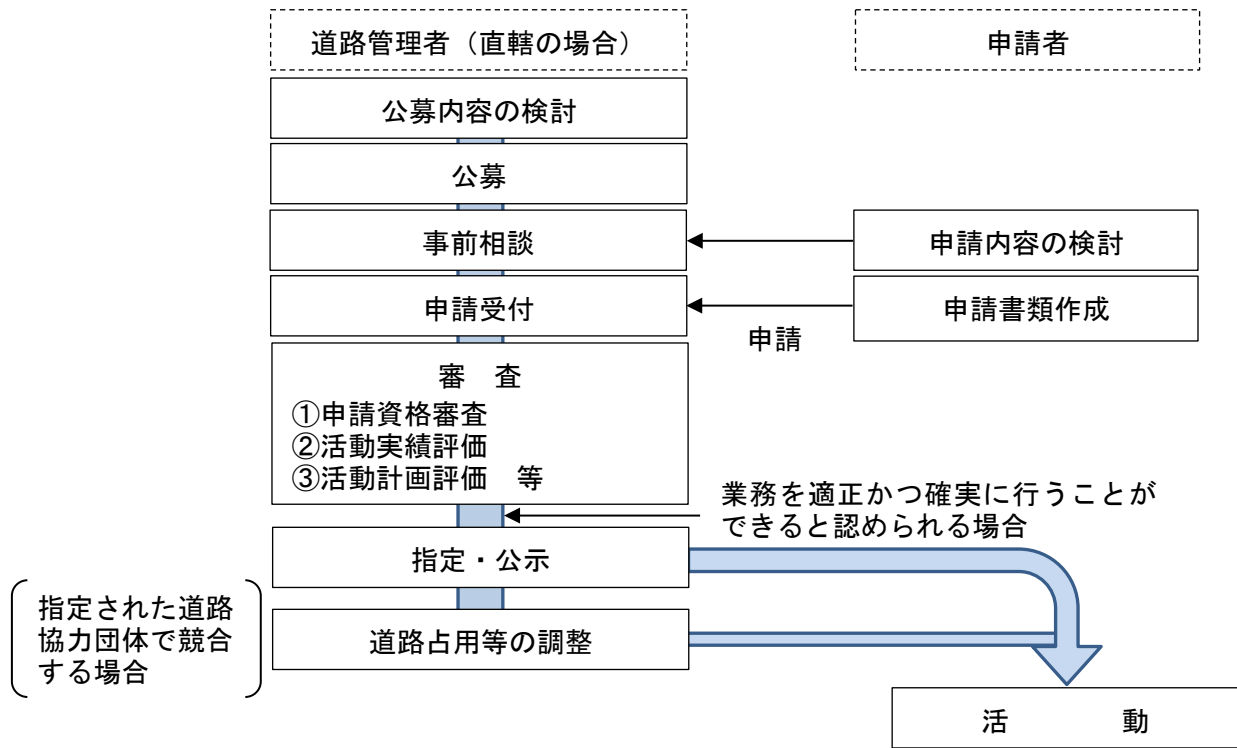 道路管理者（直轄の場合）
申請者
公募内容の検討
公募
事前相談
申請内容の検討
申請受付
申請書類作成
申請
審　査
①申請資格審査
②活動実績評価
③活動計画評価　等
業務を適正かつ確実に行うことが
できると認められる場合
指定・公示
指定された道路
協力団体で競合
する場合
道路占用等の調整
活　　　動